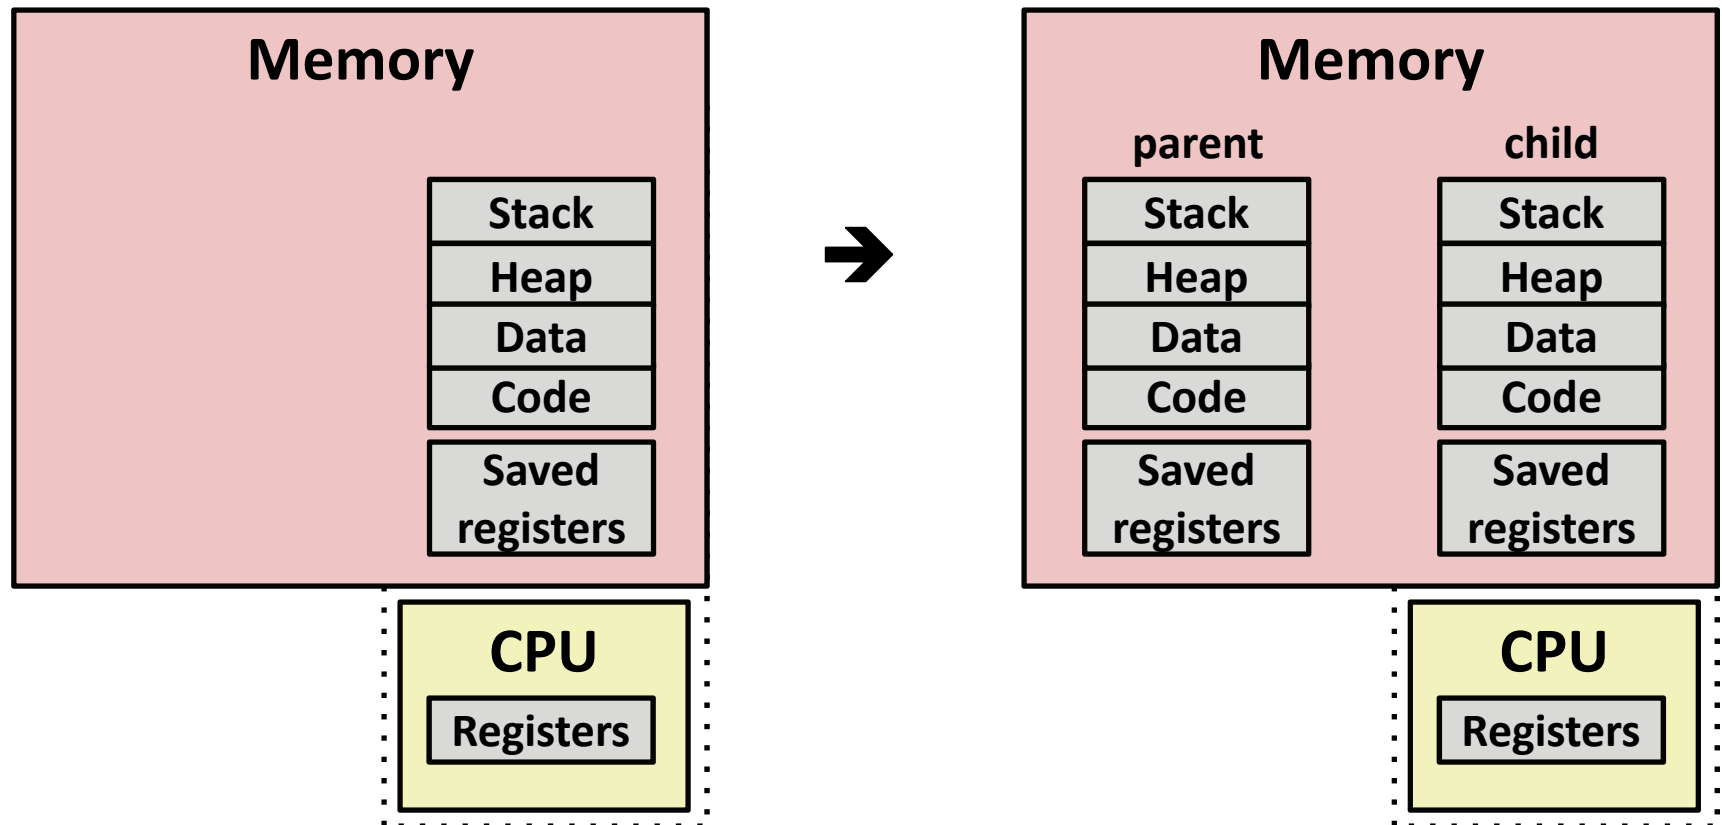 Memory
Stack
Heap
Data
Code
Saved
registers
CPU
Registers
Memory
parent
child
Stack
Stack
Heap
Heap
Data
Data
Code
Code
Saved
registers
Saved
registers
CPU
Registers